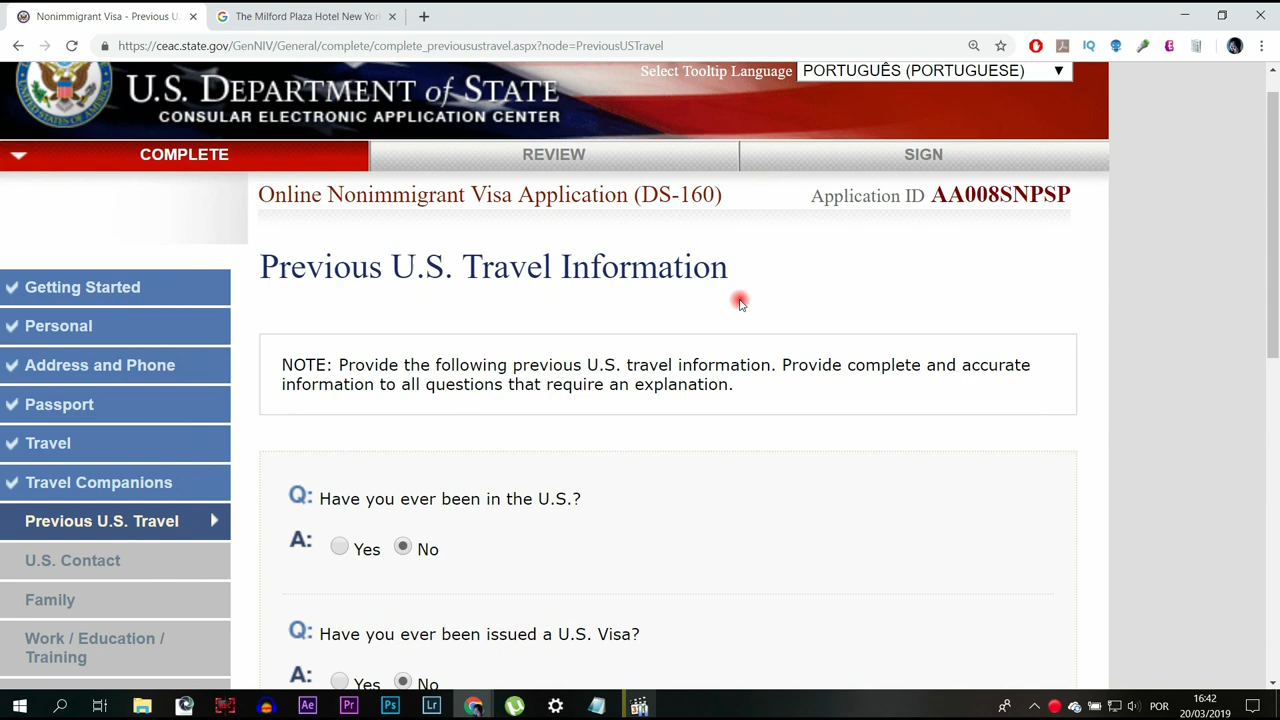 Nonimmigrant Visa - Previous U.
The Milford Plaza Hotel New Yor
https://ceac.state.gov/GenNIV/General/complete/complete_previousustravel.aspx?node=PreviousUSTravel
Select Tooltip Language
PORTUGUÊS (PORTUGUESE)
U.S. DEPARTMENT of STATE
CONSULAR ELECTRONIC APPLICATION CENTER
COMPLETE
REVIEW
SIGN
Online Nonimmigrant Visa Application (DS-160)
Application ID AA008SNPSP
Previous U.S. Travel Information
Getting Started
Personal
Address and Phone
Passport
Travel
Travel Companions
Previous U.S. Travel
U.S. Contact
Family
Work / Education /
Training
NOTE: Provide the following previous U.S. travel information. Provide complete and accurate
information to all questions that require an explanation.
Q: Have you ever been in the U.S.?
A: Yes No
Q: Have you ever been issued a U.S. Visa?
A: Yes No
IQ
Ae
Pr
Ps
Lr
POR
16:42
20/03/2019